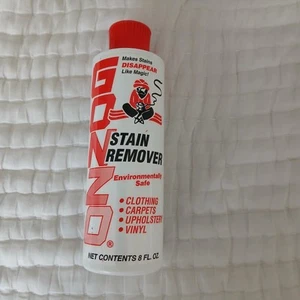 Makes Stains
DISAPPEAR
Like Magic!
GONZO
®
STAIN
REMOVER
Environmentally
Safe
• CLOTHING
• CARPETS
• UPHOLSTERY
• VINYL
NET CONTENTS 8 FL. OZ.